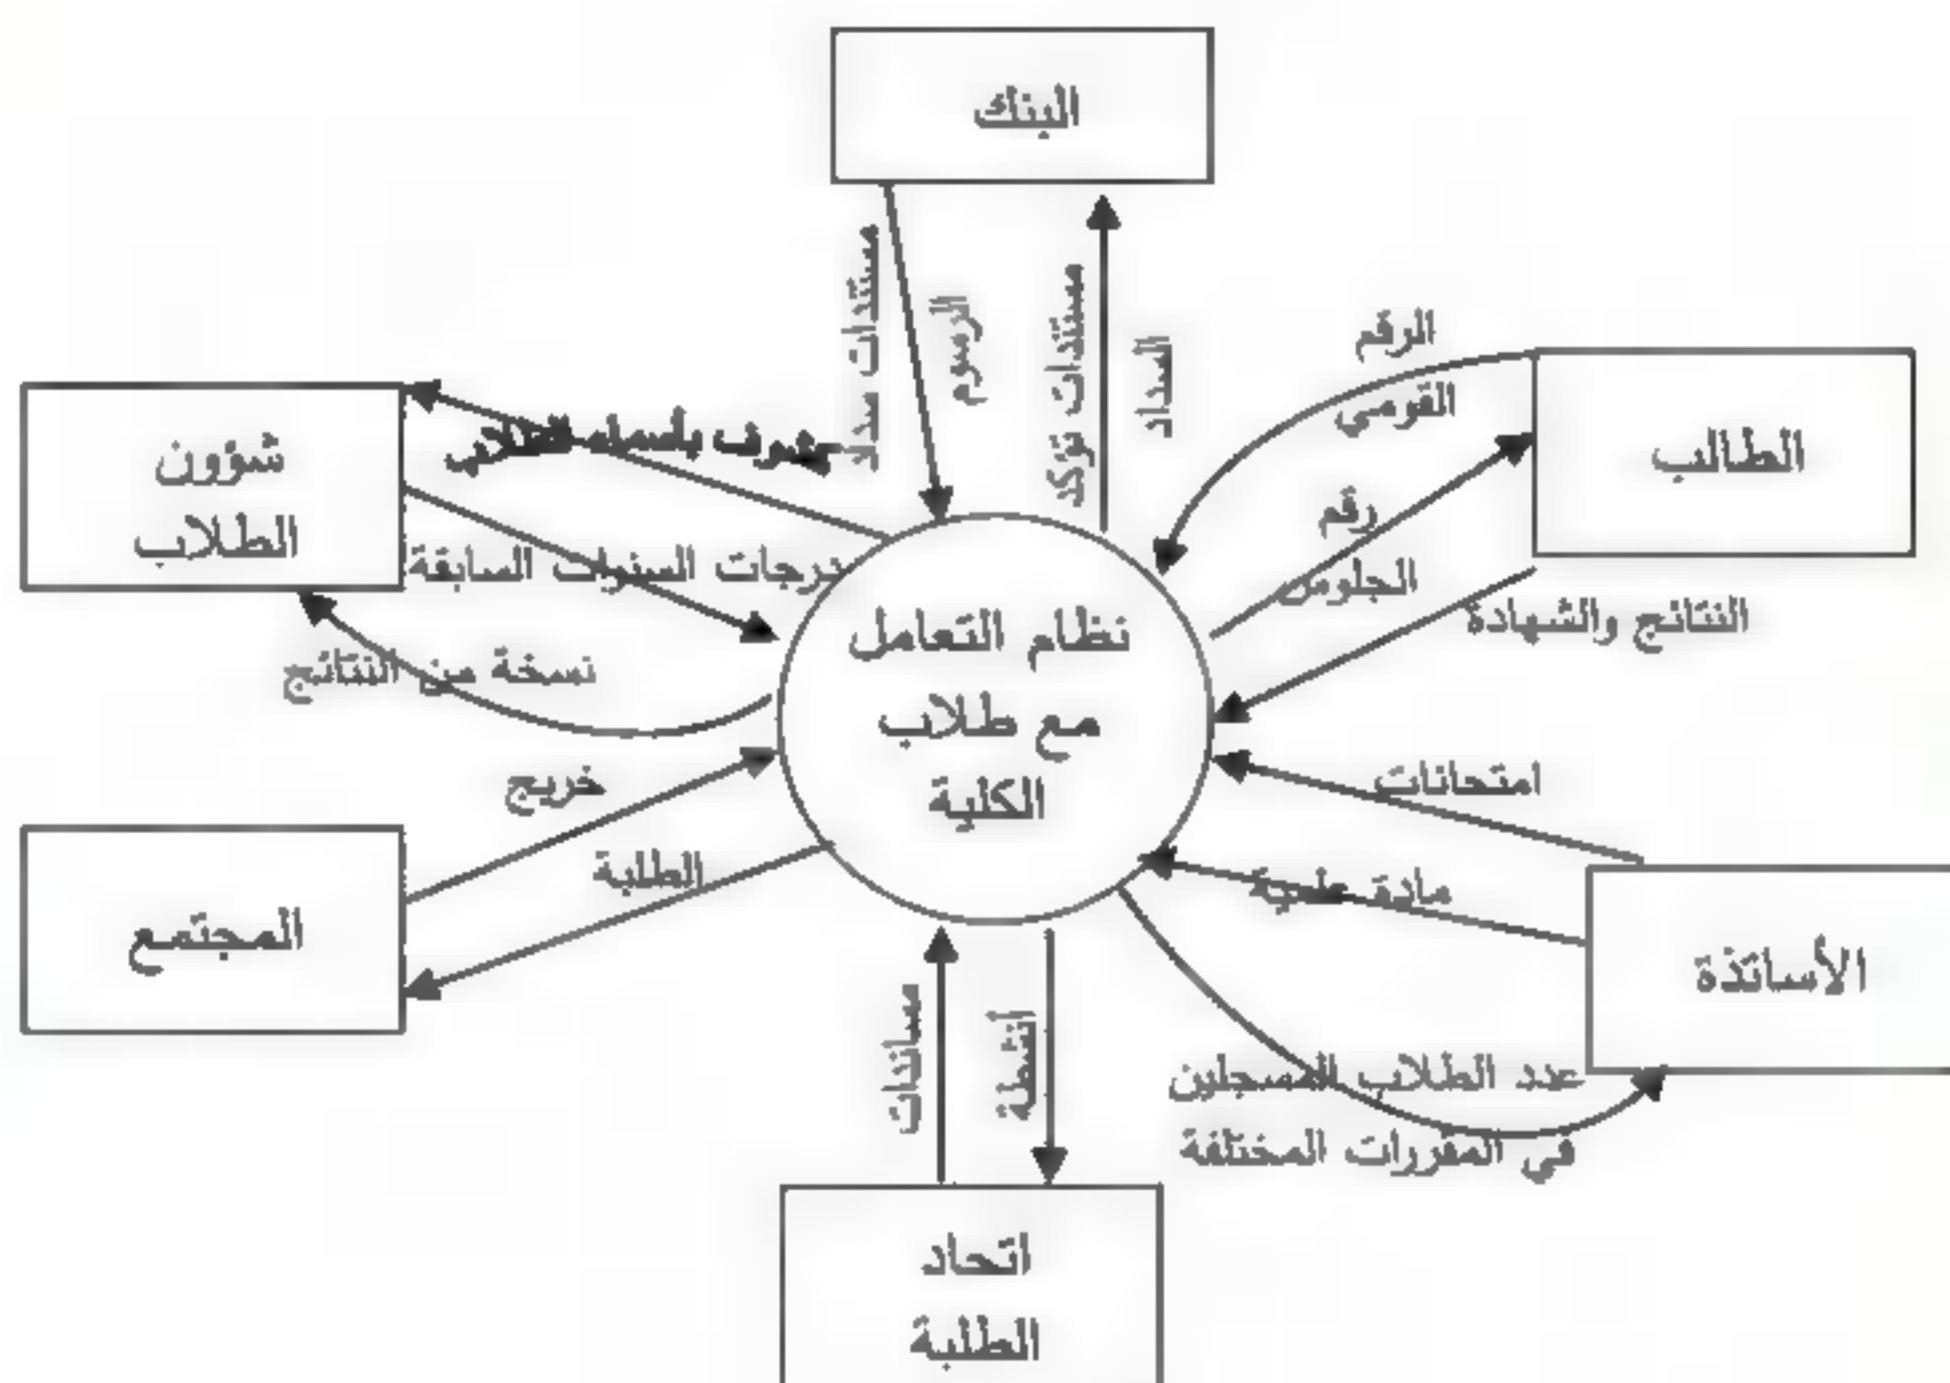 البنك
مستندات سداد
الرسوم
مستندات تؤكد
السداد
الرقم
القومي
الطالب
رقم
الجلوس
النتائج والشهادة
شؤون
الطلاب
كشوف بأسماء الطلاب
درجات السنوات السابقة
نسخة من النتائج
نظام التعامل
مع طلاب
الكلية
خريج
الطلبة
المجتمع
امتحانات
مادة علمية
الأساتذة
عدد الطلاب المسجلين
في المقررات المختلفة
مساندات
أنشطة
اتحاد
الطلبة